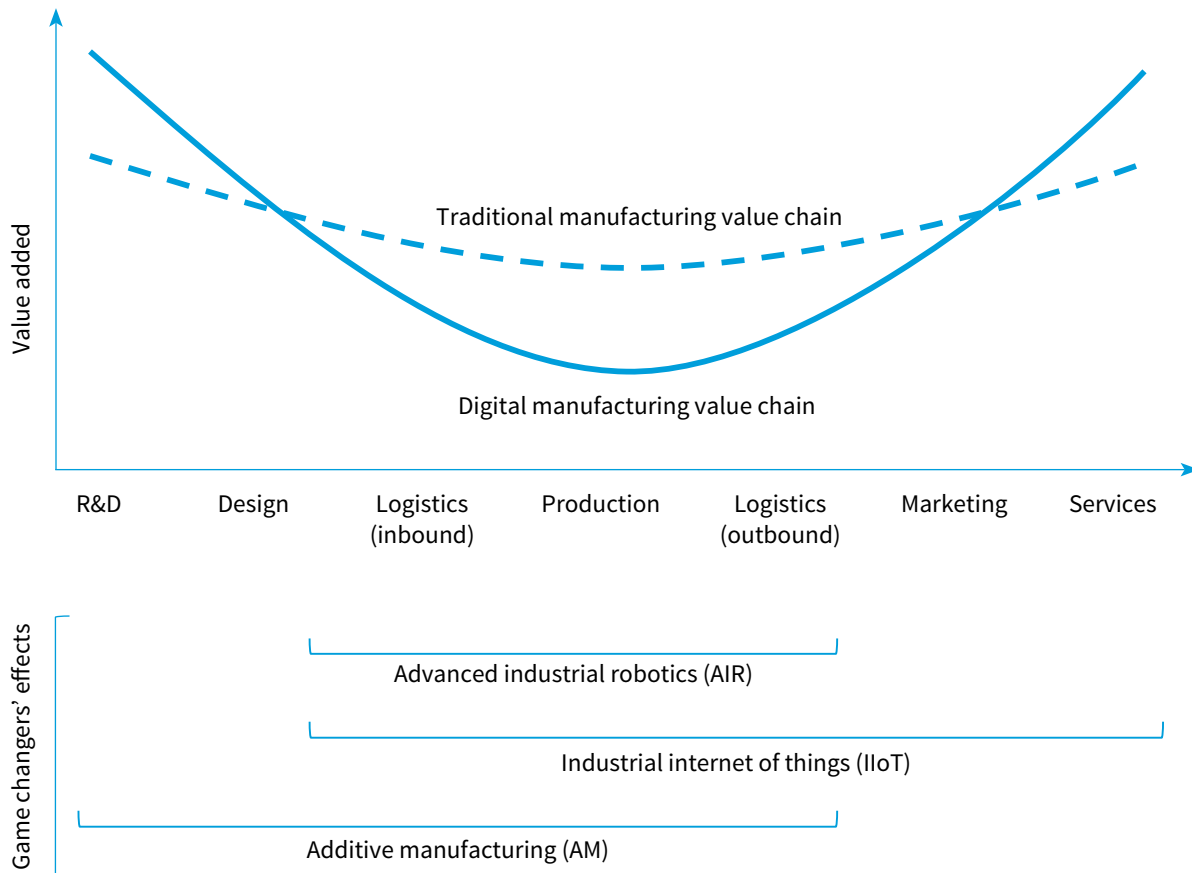 Value added
Traditional manufacturing value chain
Digital manufacturing value chain
R&D
Design
Logistics
(inbound)
Production
Logistics
(outbound)
Marketing
Services
Game changers’ effects
Advanced industrial robotics (AIR)
Industrial internet of things (IIoT)
Additive manufacturing (AM)